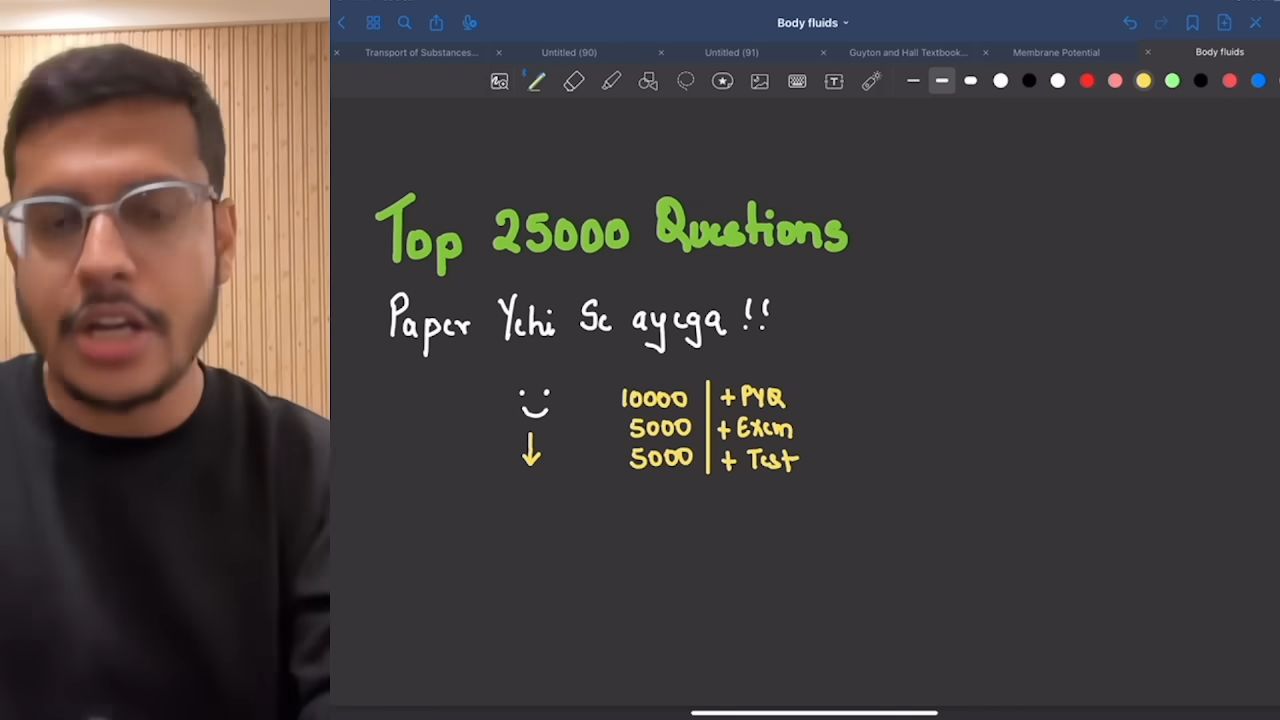 Body fluids
Transport of Substances... Untitled (90) Untitled (91) Guyton and Hall Textbook... Membrane Potential Body fluids
Top 25000 Questions
Paper Yehi Se ayega !!
10000 + PYQ
5000 + Exam
5000 + Test